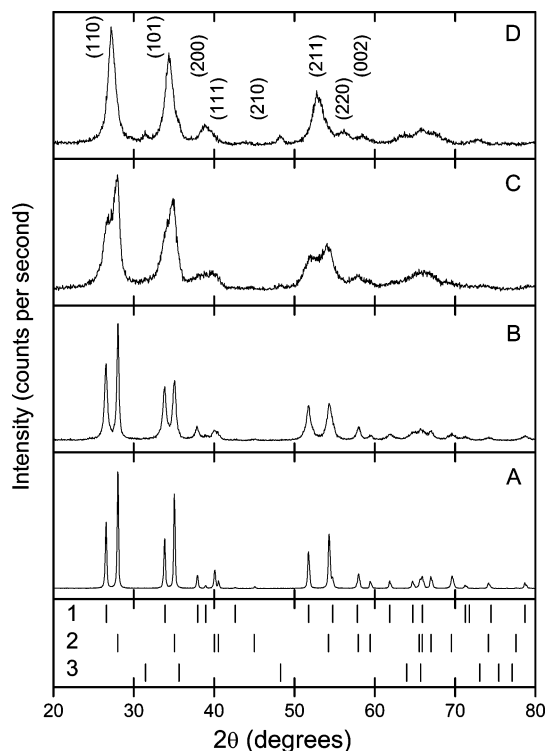 (110)
(101)
(200)
(111)
(210)
(211)
(220)
(002)
D
C
B
A
Intensity (counts per second)
1
2
3
20 30 40 50 60 70 80
2θ (degrees)